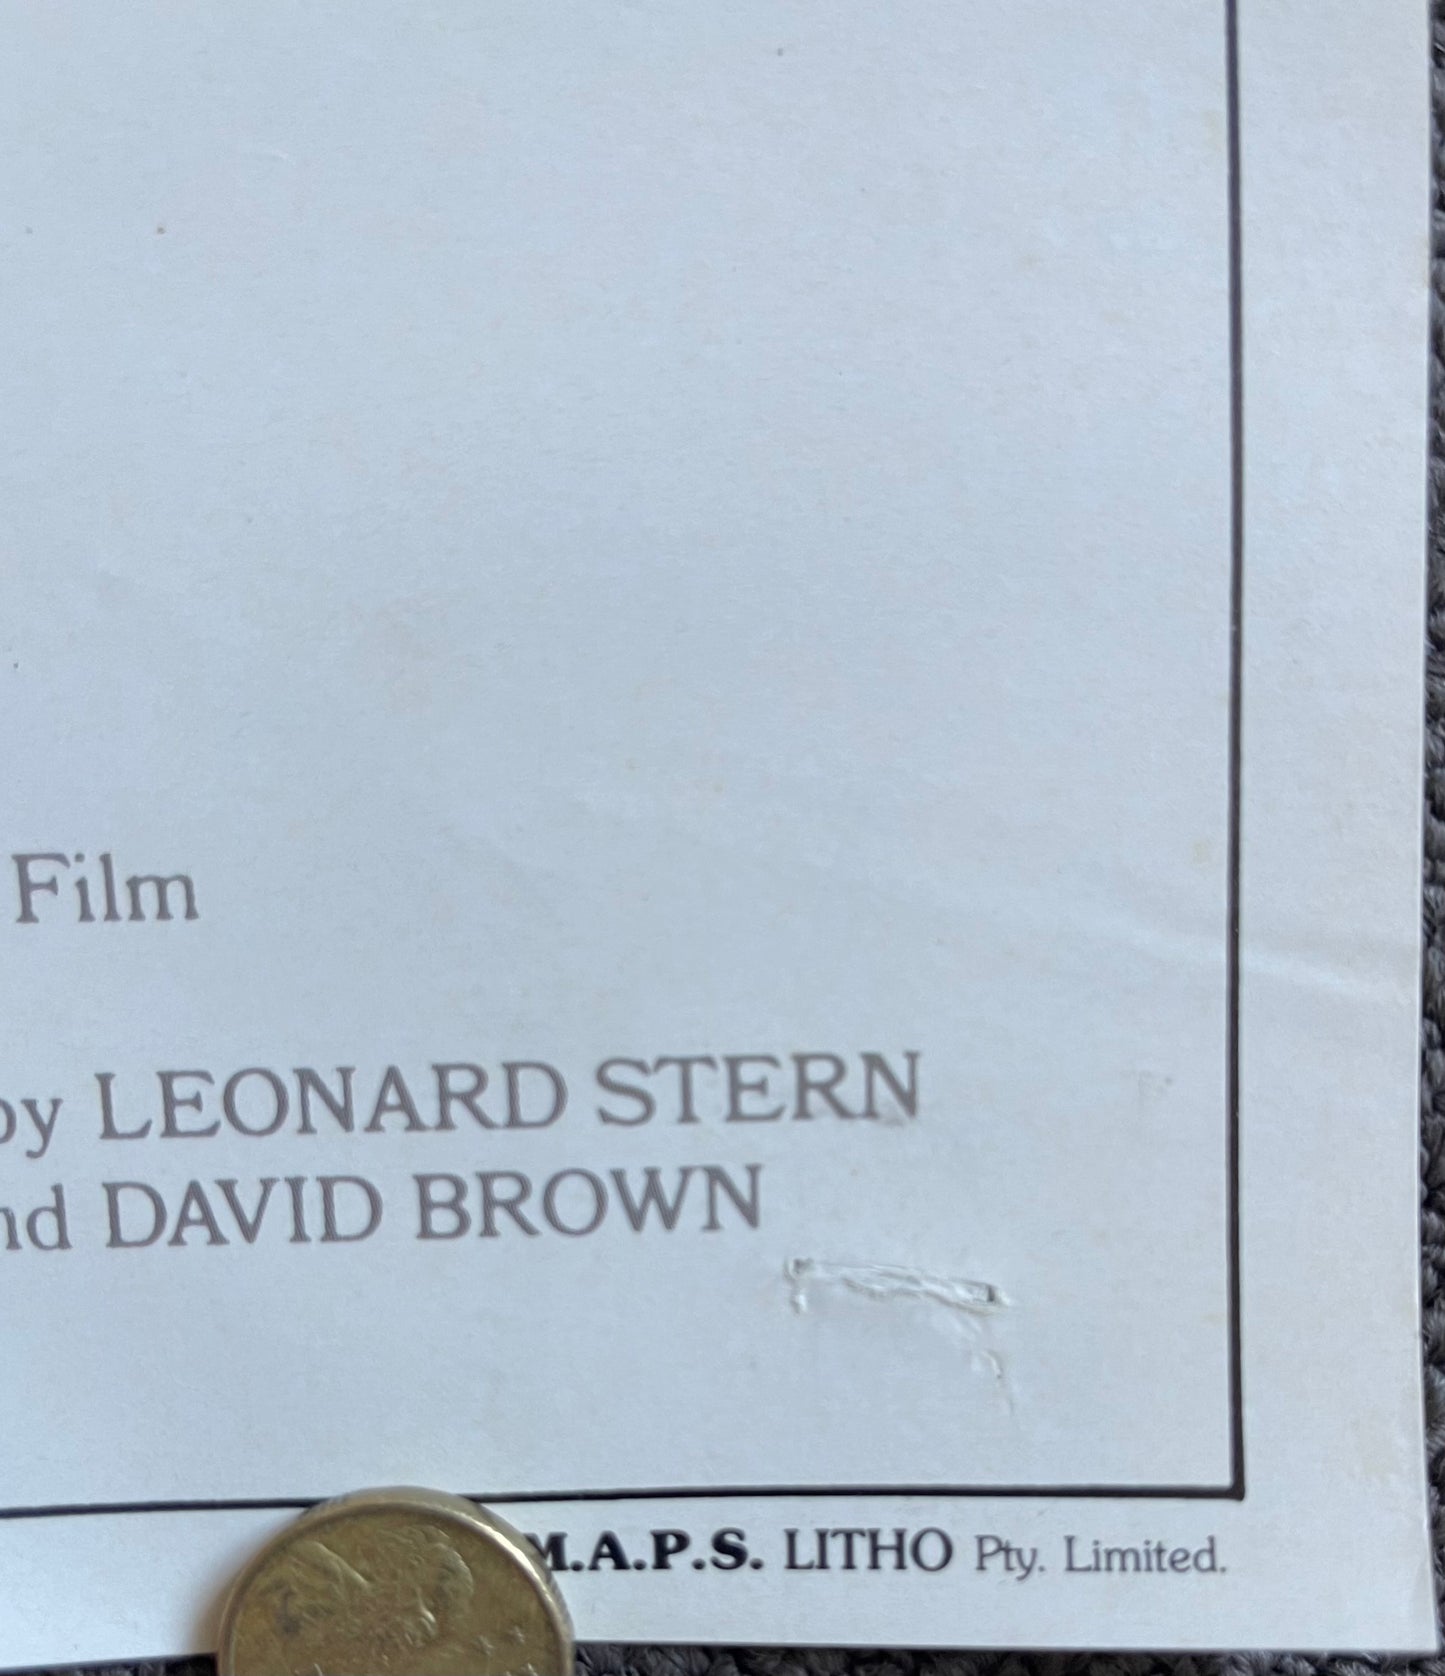 Film
by LEONARD STERN
nd DAVID BROWN
M.A.P.S. LITHO Pty. Limited.